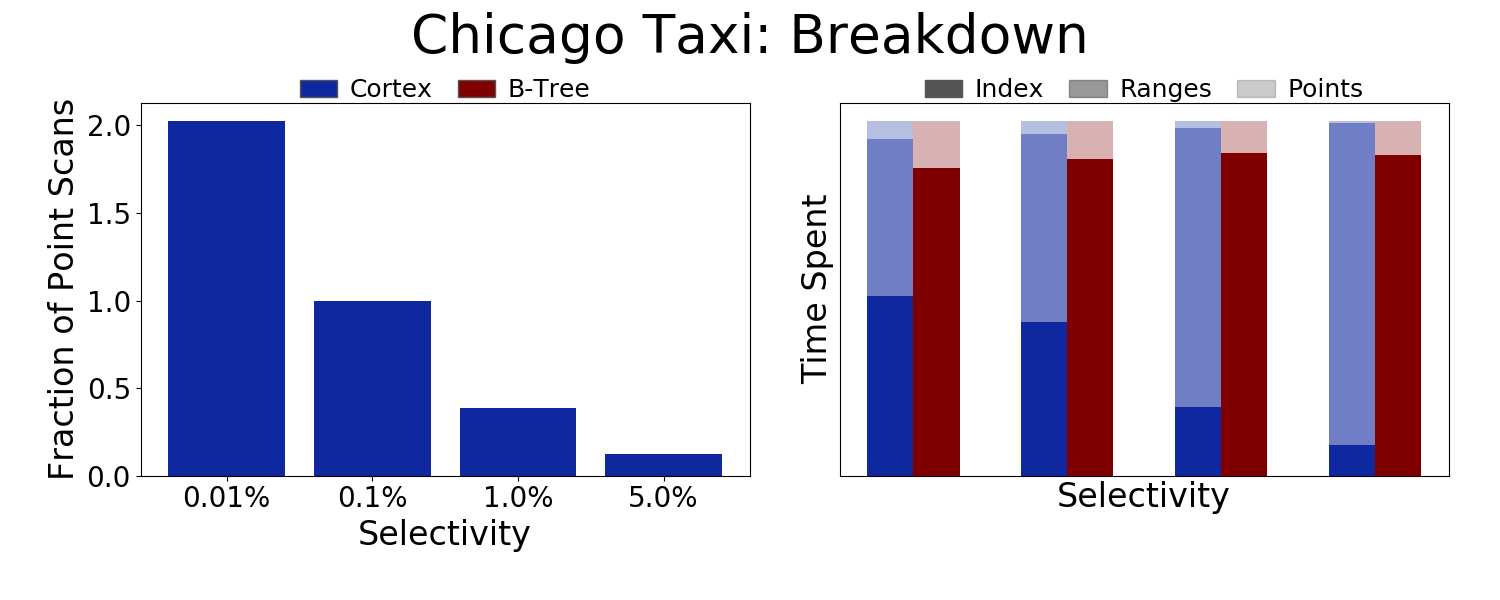 Chicago Taxi: Breakdown
Cortex B-Tree
Fraction of Point Scans
2.0
1.5
1.0
0.5
0.0
0.01% 0.1% 1.0% 5.0%
Selectivity
Index Ranges Points
Time Spent
Selectivity